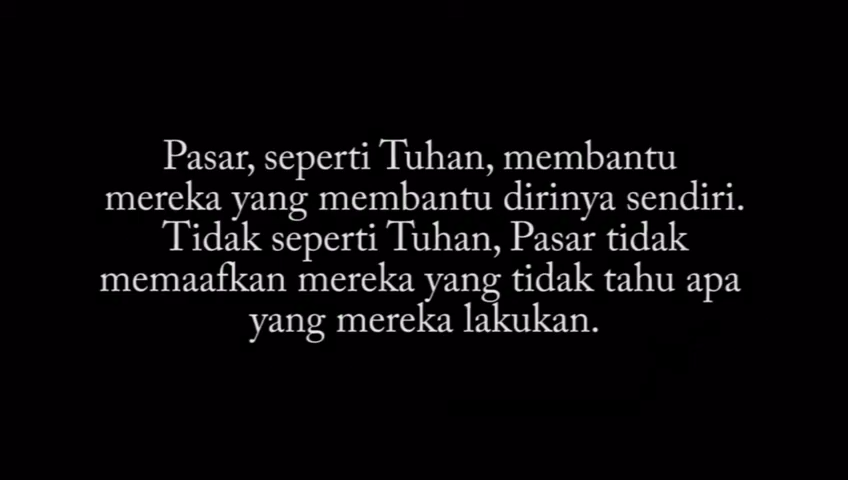 Pasar, seperti Tuhan, membantu
mereka yang membantu dirinya sendiri.
Tidak seperti Tuhan, Pasar tidak
memaafkan mereka yang tidak tahu apa
yang mereka lakukan.